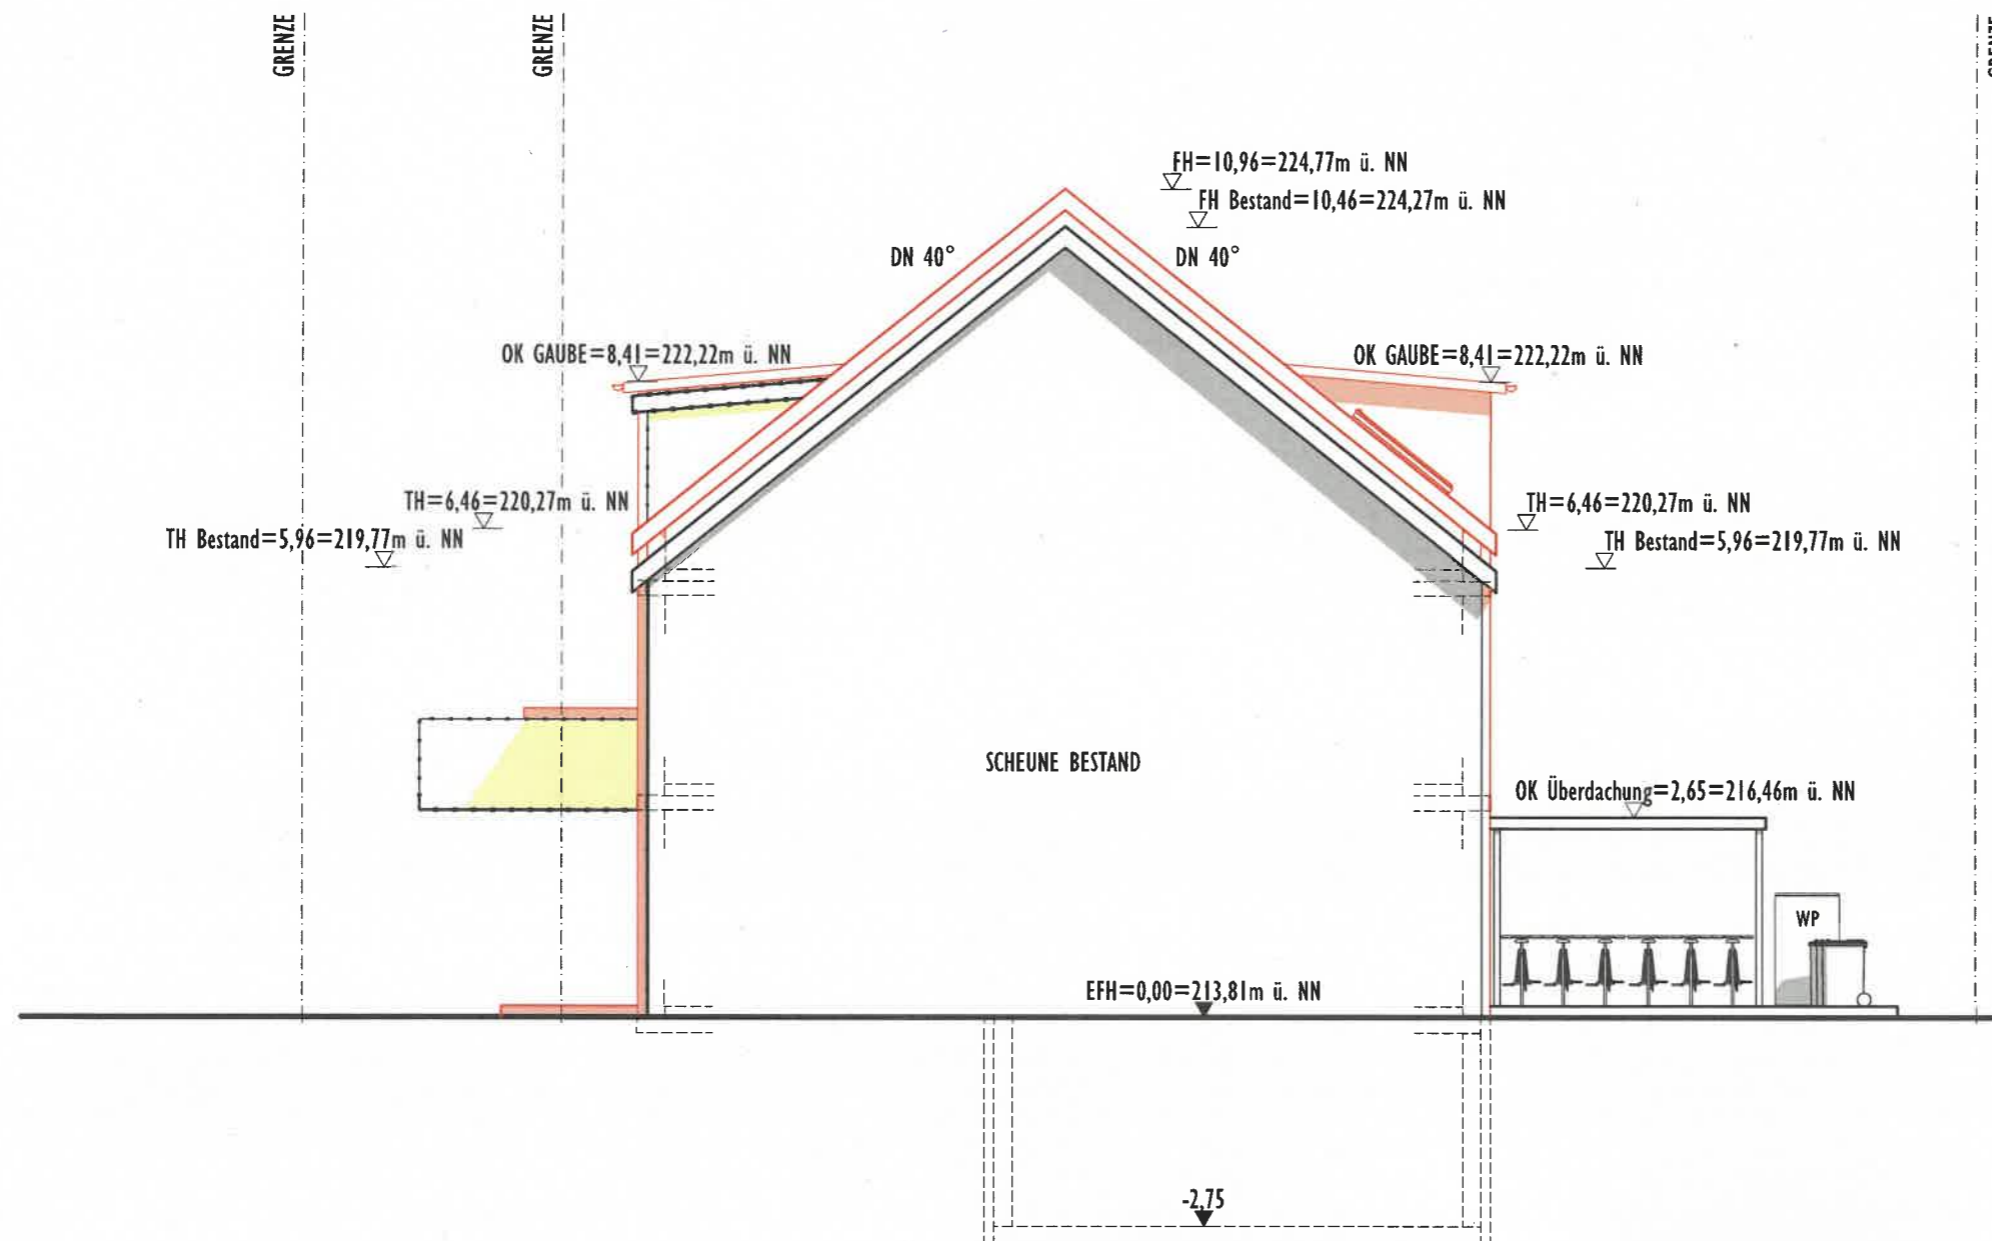 GRENZE
GRENZE
GRENZE
FH=10,96=224,77m ü. NN
FH Bestand=10,46=224,27m ü. NN
DN 40°
DN 40°
OK GAUBE=8,41=222,22m ü. NN
OK GAUBE=8,41=222,22m ü. NN
TH=6,46=220,27m ü. NN
TH=6,46=220,27m ü. NN
TH Bestand=5,96=219,77m ü. NN
TH Bestand=5,96=219,77m ü. NN
SCHEUNE BESTAND
OK Überdachung=2,65=216,46m ü. NN
WP
EFH=0,00=213,81m ü. NN
-2,75